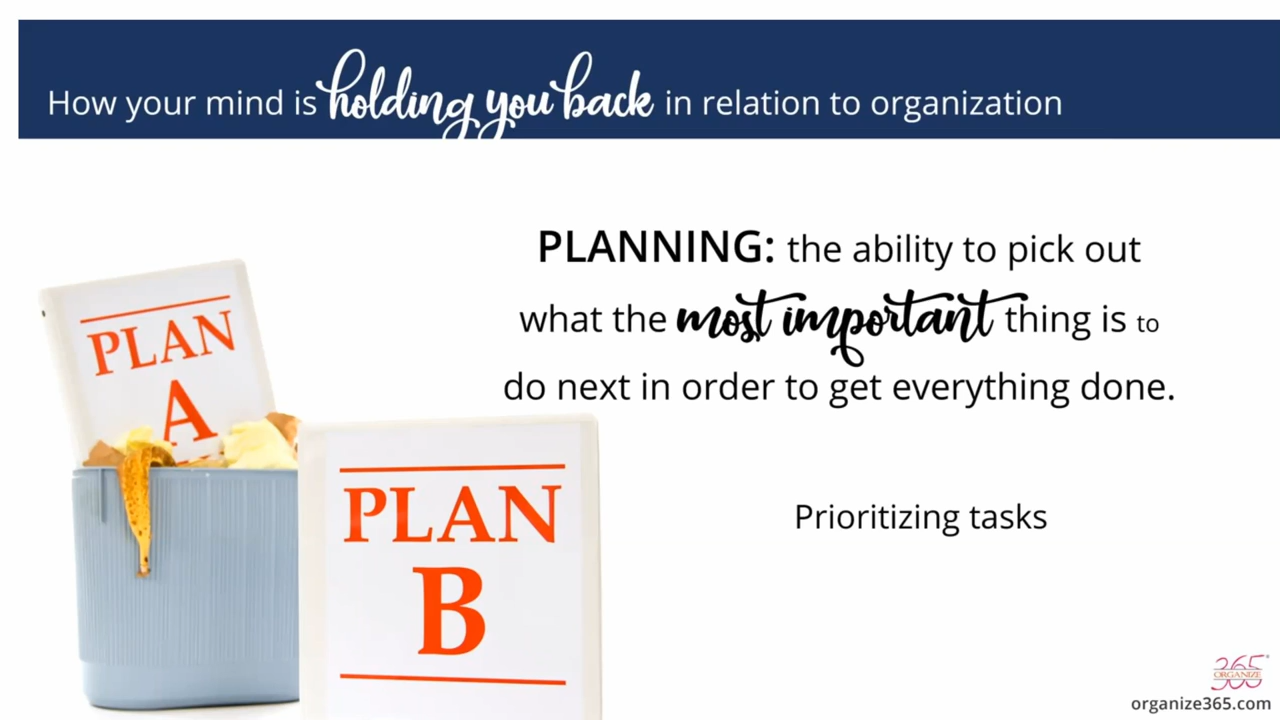 How your mind is holding you back in relation to organization
PLANNING: the ability to pick out
what the most important thing is to
do next in order to get everything done.
PLAN
A
PLAN
B
Prioritizing tasks
365
ORGANIZE
organize365.com